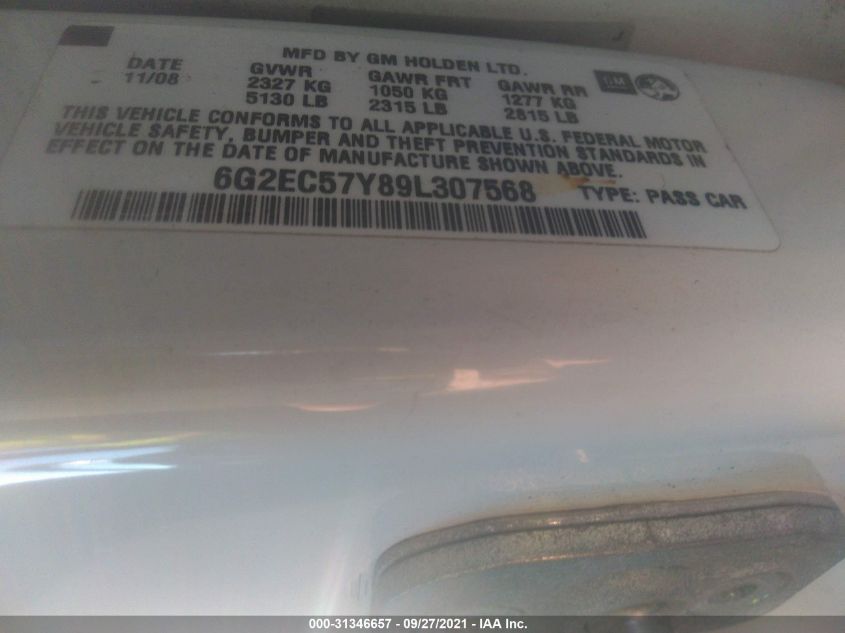 MFD BY GM HOLDEN LTD.
DATE GVWR GAWR FRT GAWR RR GM
11/08 2327 KG 1050 KG 1277 KG
5130 LB 2315 LB 2815 LB
THIS VEHICLE CONFORMS TO ALL APPLICABLE U.S. FEDERAL MOTOR
VEHICLE SAFETY, BUMPER AND THEFT PREVENTION STANDARDS IN
EFFECT ON THE DATE OF MANUFACTURE SHOWN ABOVE.
6G2EC57Y89L307568 TYPE: PASS CAR
000-31346657 - 09/27/2021 - IAA Inc.